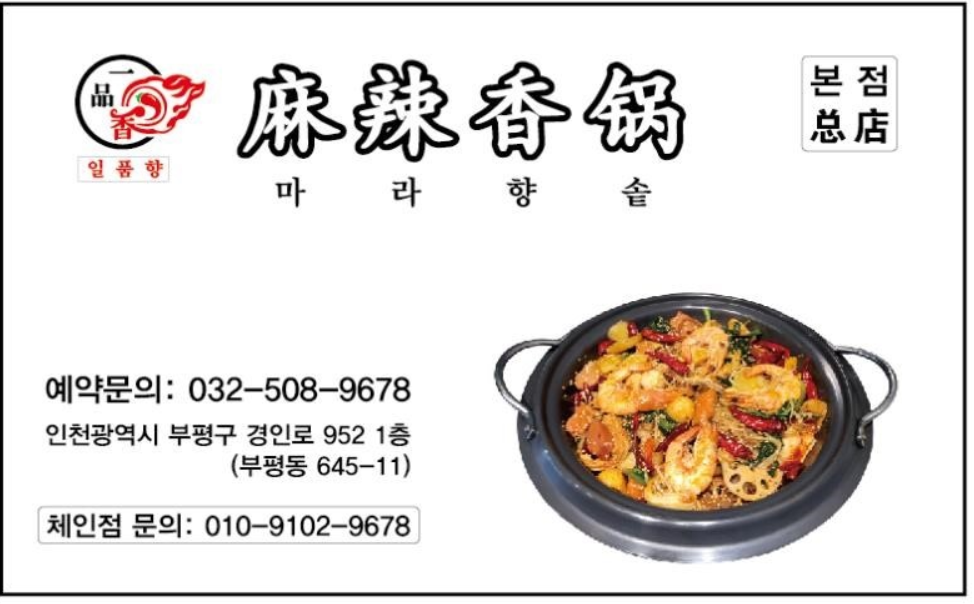 一品香
일품향
麻辣香锅
마라향솥
본점
总店
예약문의: 032-508-9678
인천광역시 부평구 경인로 952 1층
(부평동 645-11)
체인점 문의: 010-9102-9678